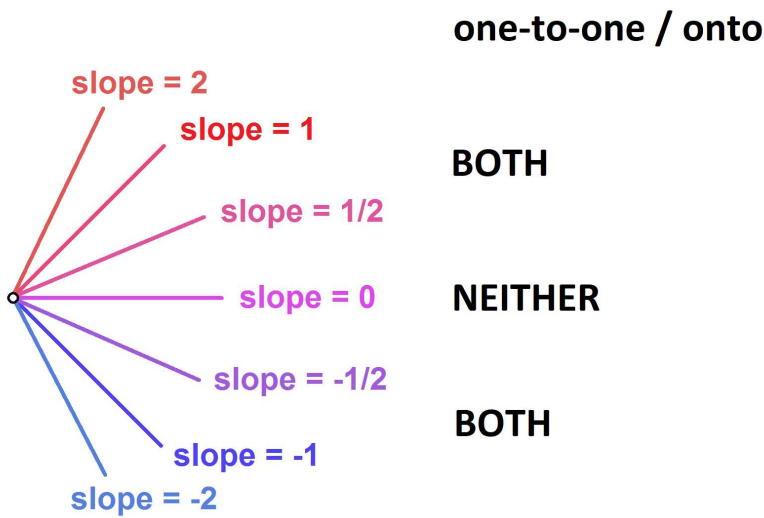 one-to-one / onto
slope = 2
slope = 1
BOTH
slope = 1/2
slope = 0
NEITHER
slope = -1/2
BOTH
slope = -1
slope = -2